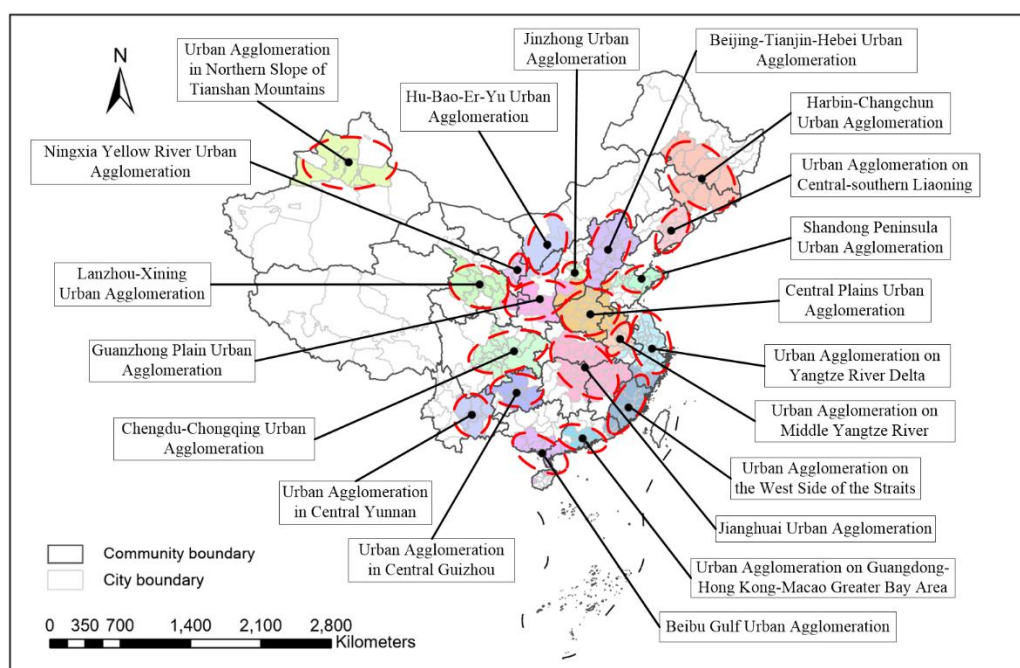 N
Urban Agglomeration
in Northern Slope of
Tianshan Mountains
Jinzhong Urban
Agglomeration
Beijing-Tianjin-Hebei Urban
Agglomeration
Hu-Bao-Er-Yu Urban
Agglomeration
Harbin-Changchun
Urban Agglomeration
Ningxia Yellow River Urban
Agglomeration
Urban Agglomeration on
Central-southern Liaoning
Shandong Peninsula
Urban Agglomeration
Lanzhou-Xining
Urban Agglomeration
Central Plains Urban
Agglomeration
Guanzhong Plain Urban
Agglomeration
Urban Agglomeration on
Yangtze River Delta
Chengdu-Chongqing Urban
Agglomeration
Urban Agglomeration on
Middle Yangtze River
Urban Agglomeration
in Central Yunnan
Urban Agglomeration on
the West Side of the Straits
Jianghuai Urban Agglomeration
Urban Agglomeration
in Central Guizhou
Urban Agglomeration on Guangdong-
Hong Kong-Macao Greater Bay Area
Beibu Gulf Urban Agglomeration
Community boundary
City boundary
0 350 700 1,400 2,100 2,800
Kilometers